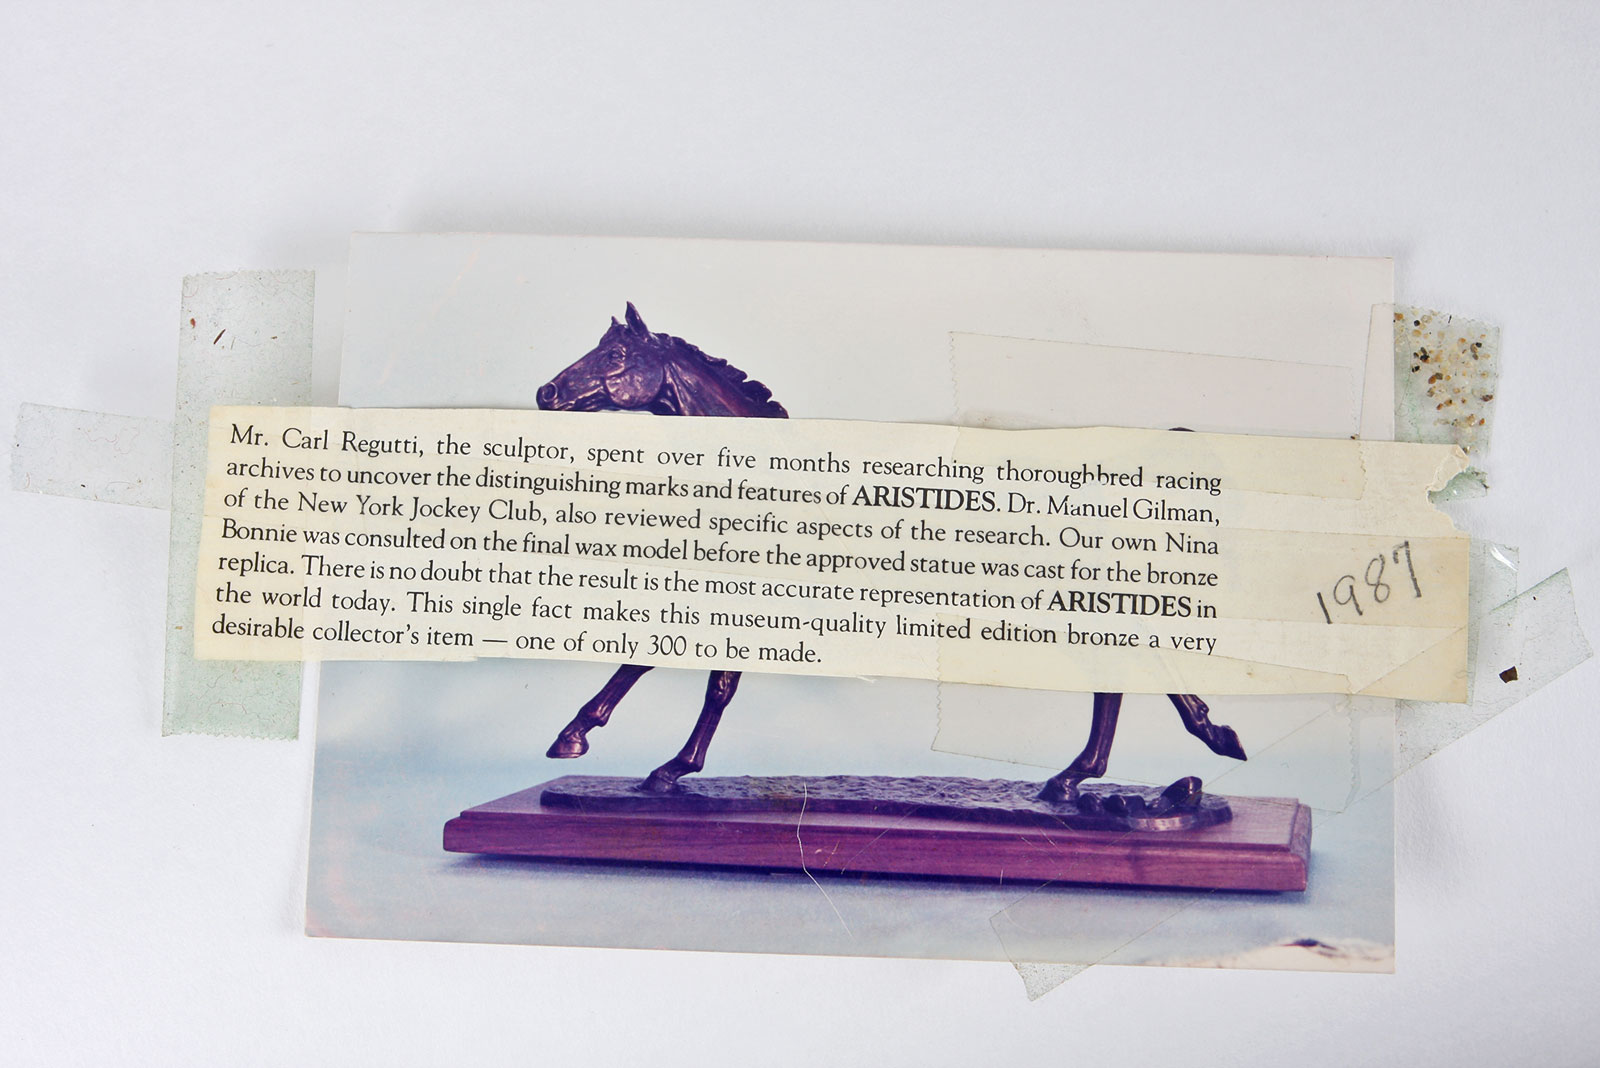 Mr. Carl Regutti, the sculptor, spent over five months researching thoroughbred racing
archives to uncover the distinguishing marks and features of ARISTIDES. Dr. Manuel Gilman,
of the New York Jockey Club, also reviewed specific aspects of the research. Our own Nina
Bonnie was consulted on the final wax model before the approved statue was cast for the bronze
replica. There is no doubt that the result is the most accurate representation of ARISTIDES in
the world today. This single fact makes this museum-quality limited edition bronze a very
desirable collector's item — one of only 300 to be made.
1987